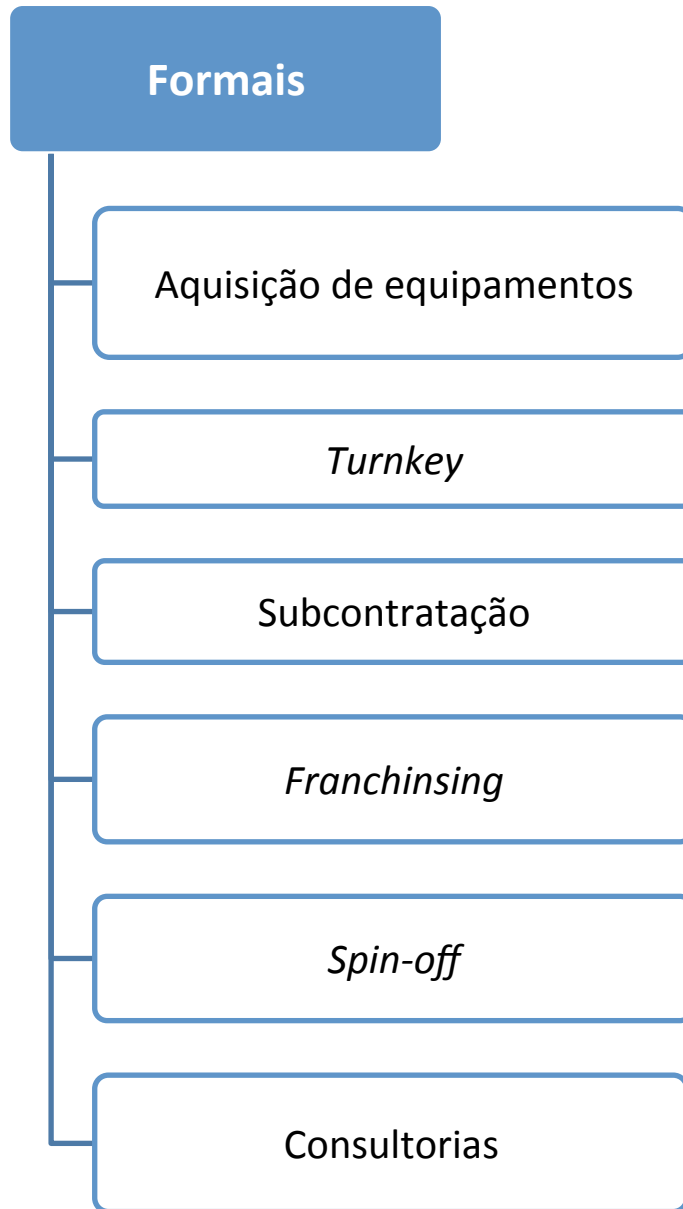 Formais
Aquisição de equipamentos
Turnkey
Subcontratação
Franchinsing
Spin-off
Consultorias